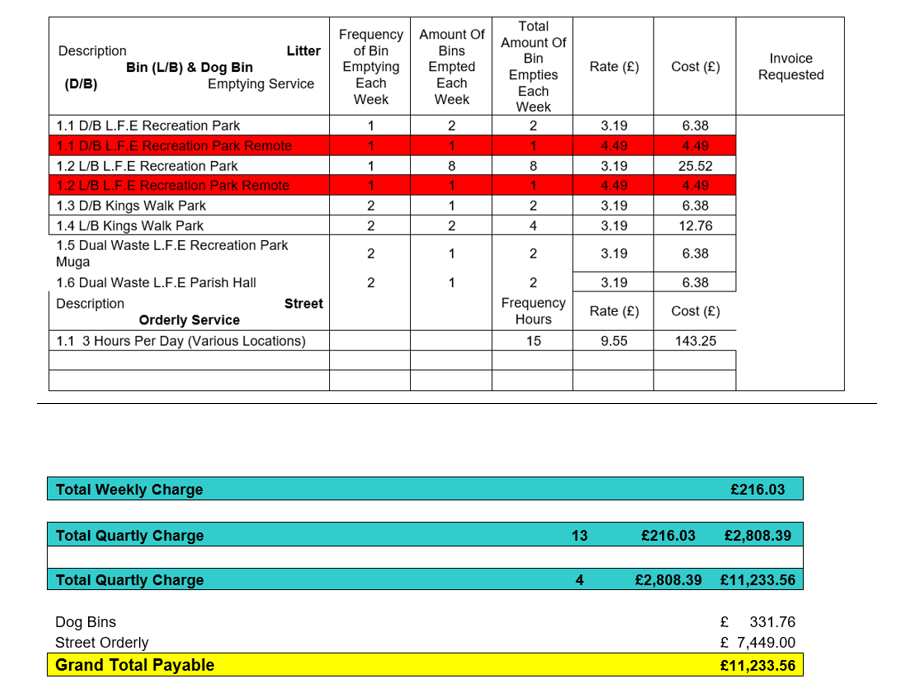 Description Litter Bin (L/B) & Dog Bin (D/B) Emptying Service | Frequency of Bin Emptying Each Week | Amount Of Bins Empted Each Week | Total Amount Of Bin Empties Each Week | Rate (£) | Cost (£) | Invoice Requested
1.1 D/B L.F.E Recreation Park 1 2 2 3.19 6.38
1.1 D/B L.F.E Recreation Park Remote 1 1 1 4.49 4.49
1.2 L/B L.F.E Recreation Park 1 8 8 3.19 25.52
1.2 L/B L.F.E Recreation Park Remote 1 1 1 4.49 4.49
1.3 D/B Kings Walk Park 2 1 2 3.19 6.38
1.4 L/B Kings Walk Park 2 2 4 3.19 12.76
1.5 Dual Waste L.F.E Recreation Park Muga 2 1 2 3.19 6.38
1.6 Dual Waste L.F.E Parish Hall 2 1 2 3.19 6.38
Description Street Orderly Service | Frequency Hours | Rate (£) | Cost (£)
1.1 3 Hours Per Day (Various Locations) 15 9.55 143.25
Total Weekly Charge £216.03
Total Quartly Charge 13 £216.03 £2,808.39
Total Quartly Charge 4 £2,808.39 £11,233.56
Dog Bins £ 331.76
Street Orderly £ 7,449.00
Grand Total Payable £11,233.56